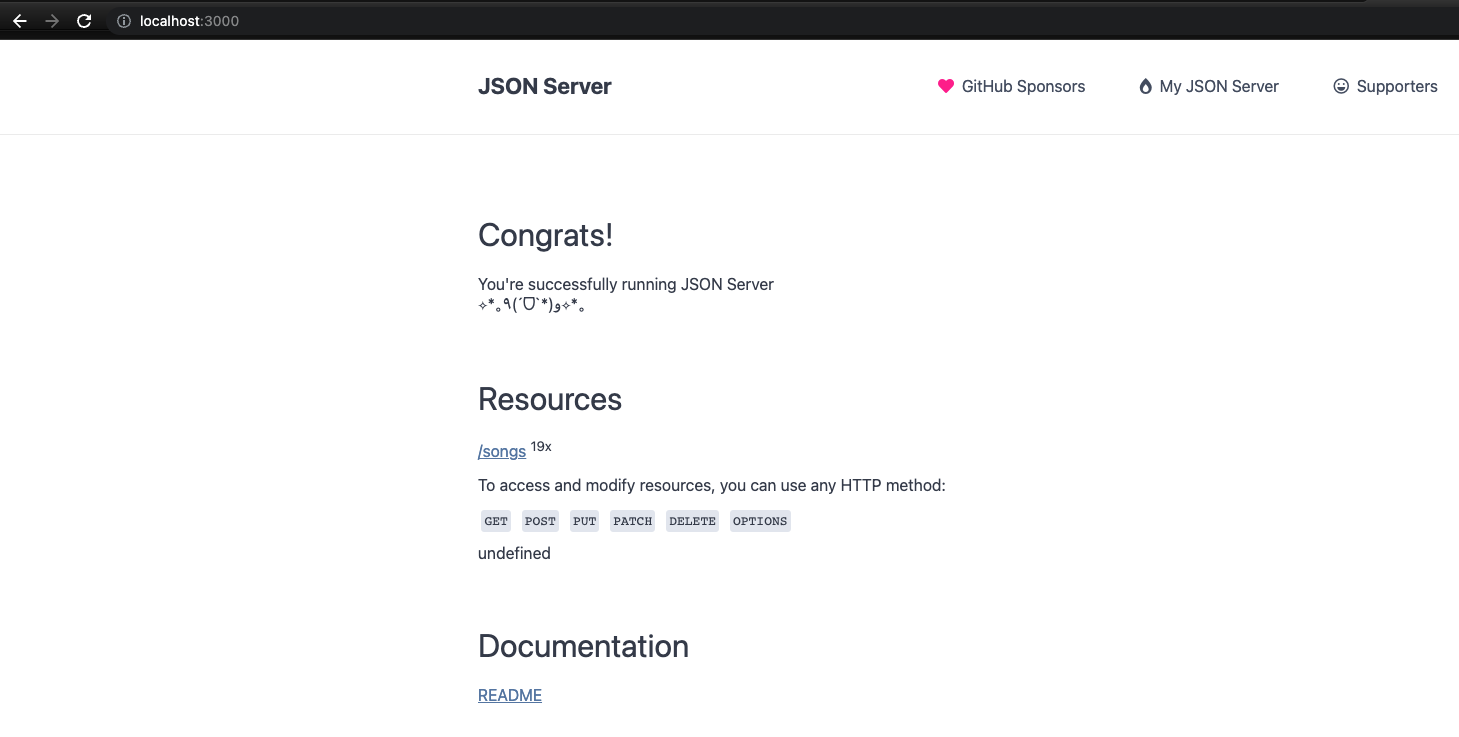 localhost:3000
JSON Server
GitHub Sponsors
My JSON Server
Supporters
Congrats!
You're successfully running JSON Server
✧*｡٩(ˊᗜˋ*)و✧*｡
Resources
/songs 19x
To access and modify resources, you can use any HTTP method:
GET POST PUT PATCH DELETE OPTIONS
undefined
Documentation
README